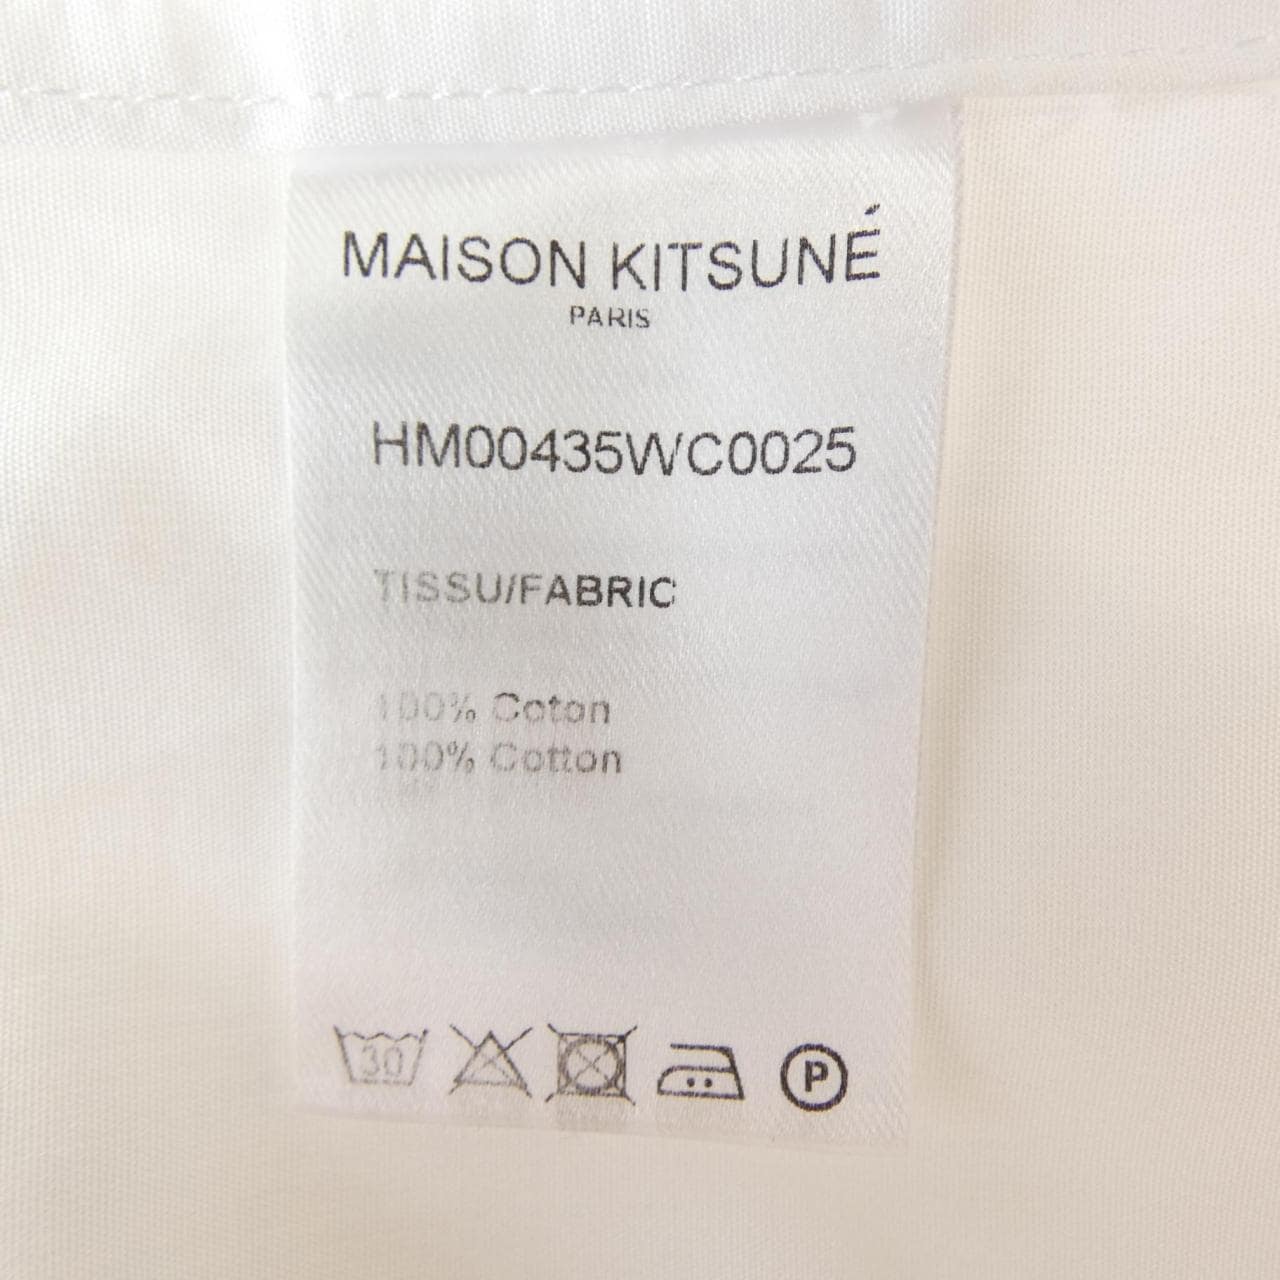 MAISON KITSUNÉ
PARIS
HM00435WC0025
TISSU/FABRIC
100% Coton
100% Cotton
30 P